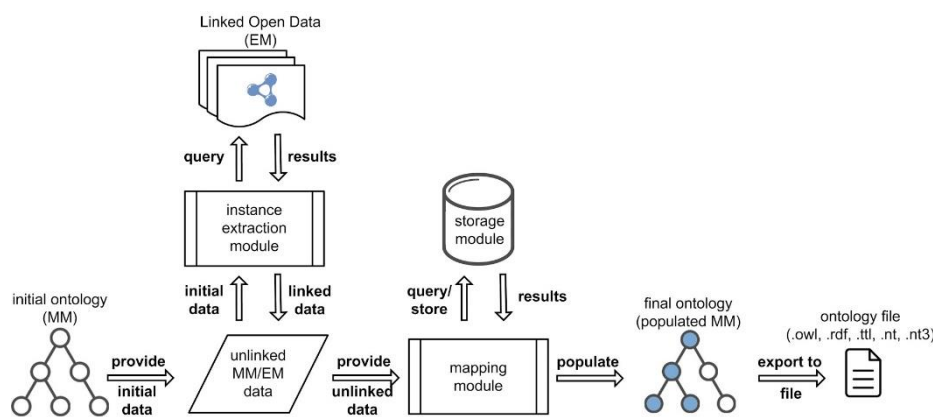 Linked Open Data
(EM)
query
results
instance
extraction
module
storage
module
initial
data
linked
data
query/
store
results
initial ontology
(MM)
provide
initial
data
unlinked
MM/EM
data
provide
unlinked
data
mapping
module
populate
final ontology
(populated MM)
export to
file
ontology file
(.owl, .rdf, .ttl, .nt, .nt3)